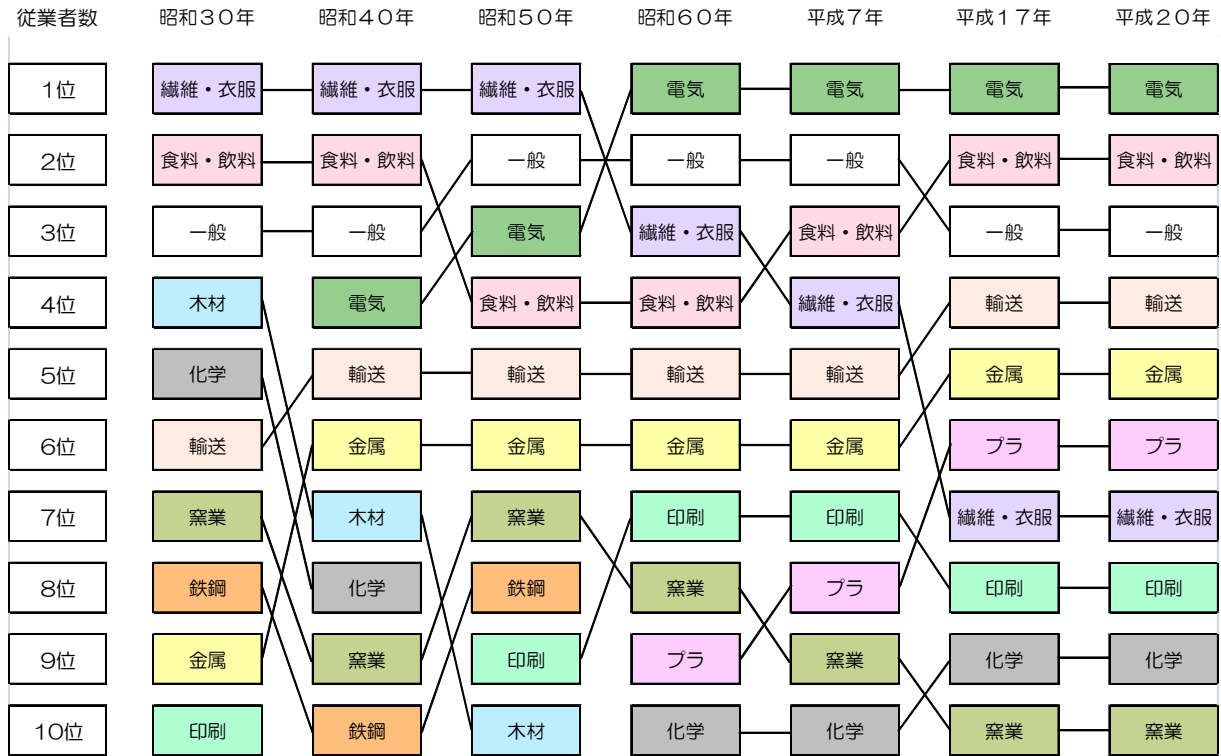 従業者数 昭和30年 昭和40年 昭和50年 昭和60年 平成7年 平成17年 平成20年
1位 繊維・衣服 繊維・衣服 繊維・衣服 電気 電気 電気 電気
2位 食料・飲料 食料・飲料 一般 一般 一般 食料・飲料 食料・飲料
3位 一般 一般 電気 繊維・衣服 食料・飲料 一般 一般
4位 木材 電気 食料・飲料 食料・飲料 繊維・衣服 輸送 輸送
5位 化学 輸送 輸送 輸送 輸送 金属 金属
6位 輸送 金属 金属 金属 金属 プラ プラ
7位 窯業 木材 窯業 印刷 印刷 繊維・衣服 繊維・衣服
8位 鉄鋼 化学 鉄鋼 窯業 プラ 印刷 印刷
9位 金属 窯業 印刷 プラ 窯業 化学 化学
10位 印刷 鉄鋼 木材 化学 化学 窯業 窯業